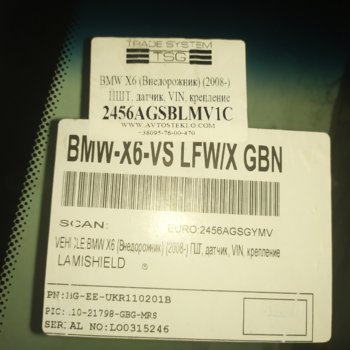 TRADE SYSTEM
TSG
BMW X6 (Внедорожник) (2008-)
ПШТ, датчик, VIN, крепление
2456AGSBLMV1C
WWW.AVTOSTEKLO.COM
+38095-76-00-470
BMW-X6-VS LFW/X GBN
SCAN:
EURO:2456AGSGYMV
VEHICLE:BMW X6 (Внедорожник) (2008-) ПШТ, датчик, VIN, крепление
LAMISHIELD ®
PN: HG-EE-UKR110201B
PIC: 10-21798-GBG-MRS
SERIAL NO:LO0315246